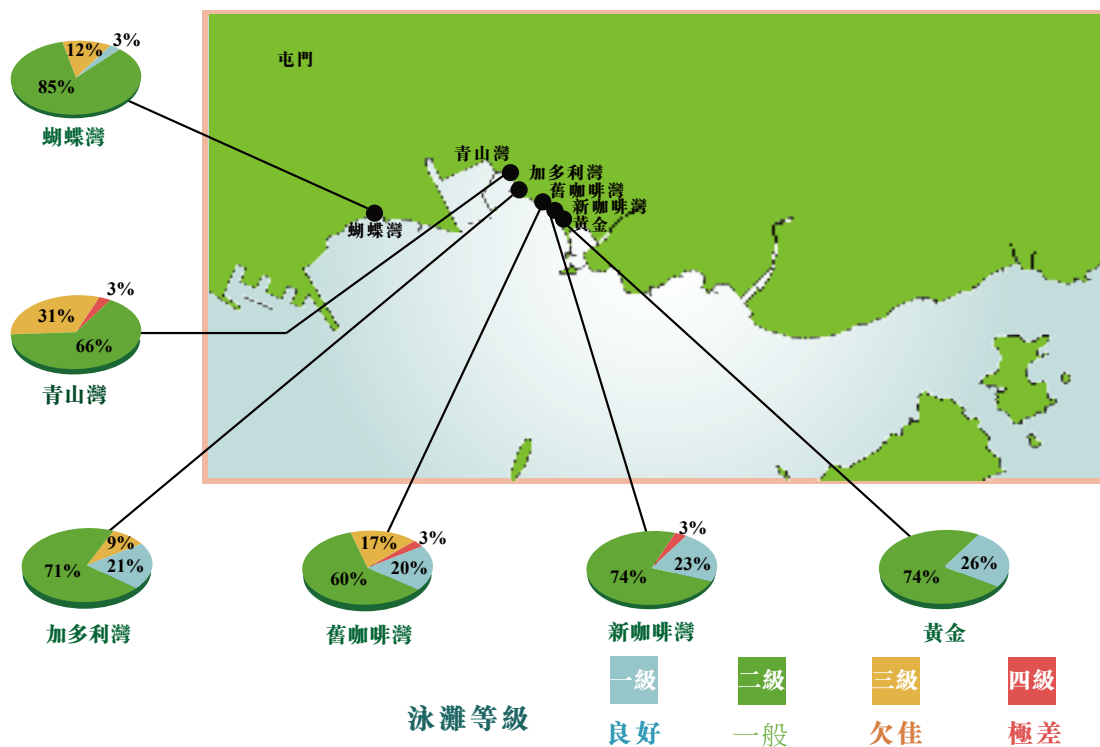 3%
12%
85%
蝴蝶灣
屯門
青山灣
加多利灣
舊咖啡灣
新咖啡灣
黃金
蝴蝶灣
3%
31%
66%
青山灣
9%
21%
71%
加多利灣
17%
3%
20%
60%
舊咖啡灣
3%
23%
74%
新咖啡灣
26%
74%
黃金
泳灘等級
一級
二級
三級
四級
良好
一般
欠佳
極差